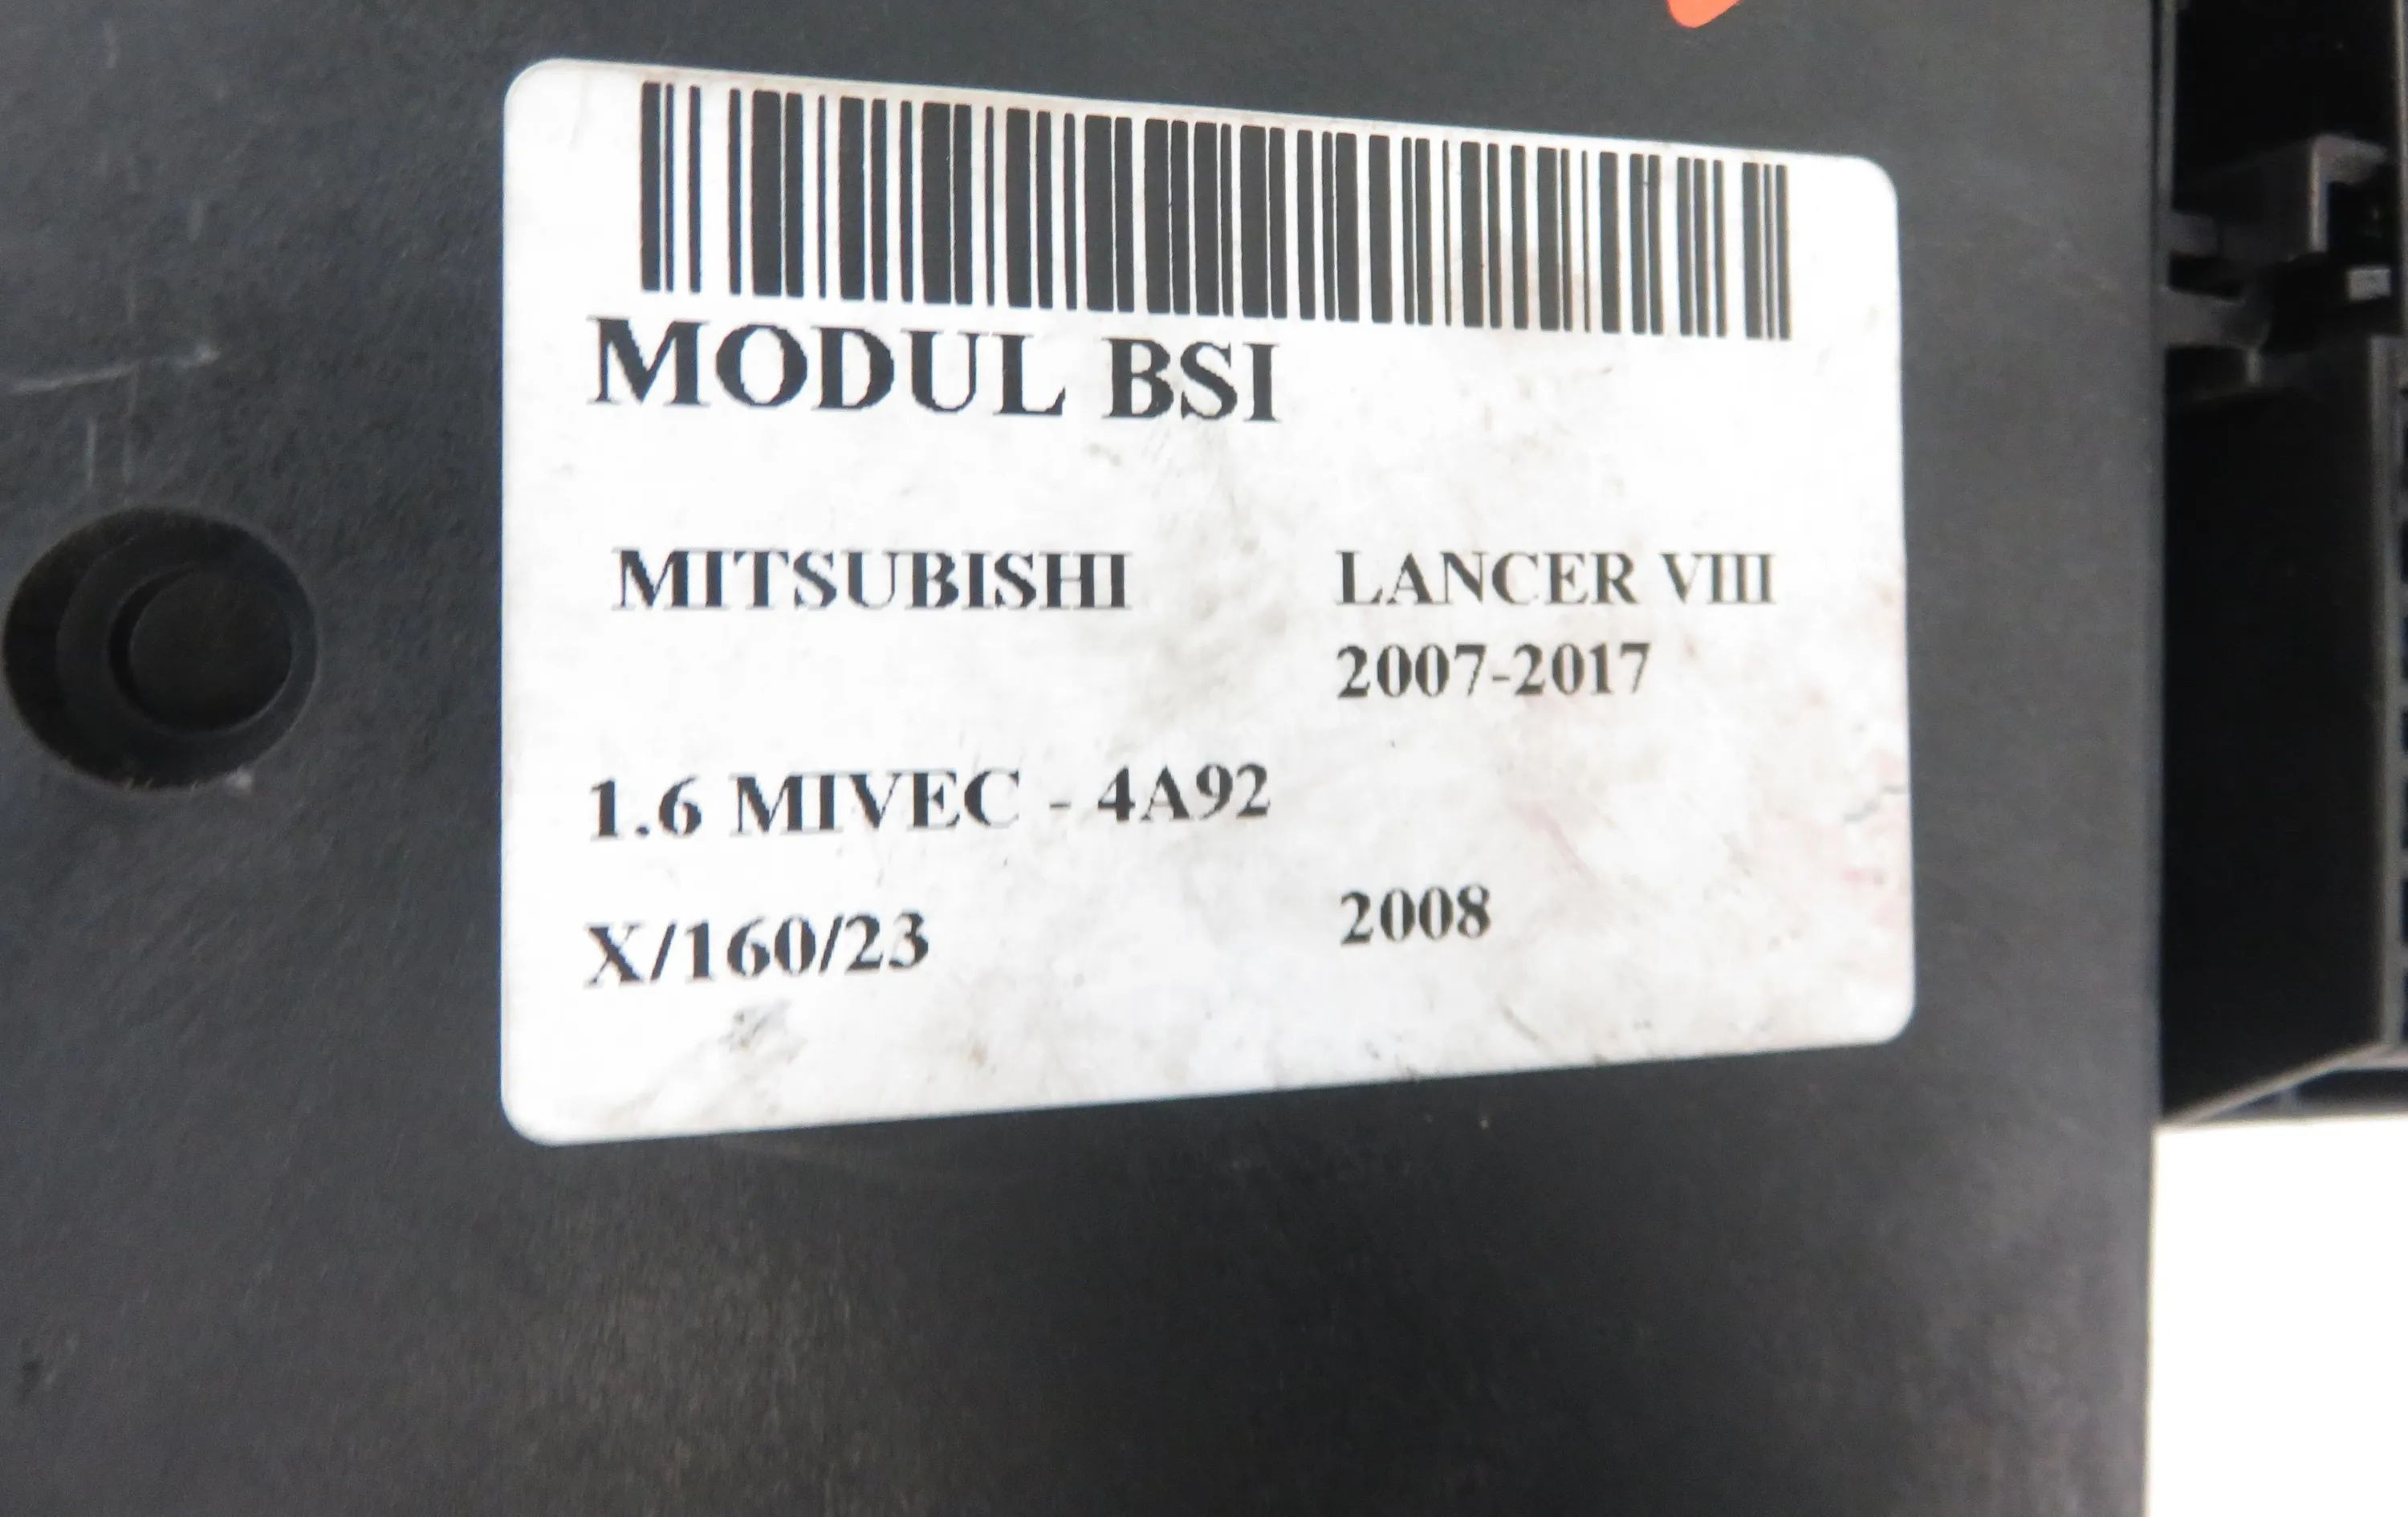 MODUL BSI
MITSUBISHI LANCER VIII
2007-2017
1.6 MIVEC - 4A92
X/160/23 2008